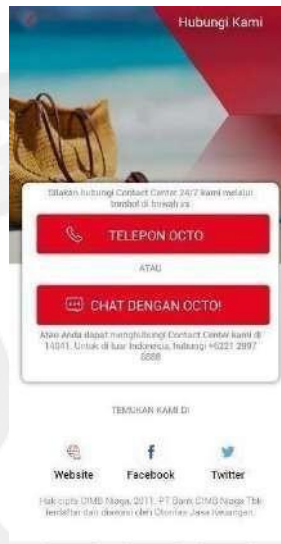 Hubungi Kami
Silakan hubungi Contact Center 24/7 kami melalui
tombol di bawah ini
TELEPON OCTO
ATAU
CHAT DENGAN OCTO!
Atau Anda dapat menghubungi Contact Center kami di
14041. Untuk di luar Indonesia, hubungi +6221 2997
8888
TEMUKAN KAMI DI
Website
Facebook
Twitter
Hak cipta CIMB Niaga, 2011, PT Bank CIMB Niaga Tbk
terdaftar dan diawasi oleh Otoritas Jasa Keuangan.